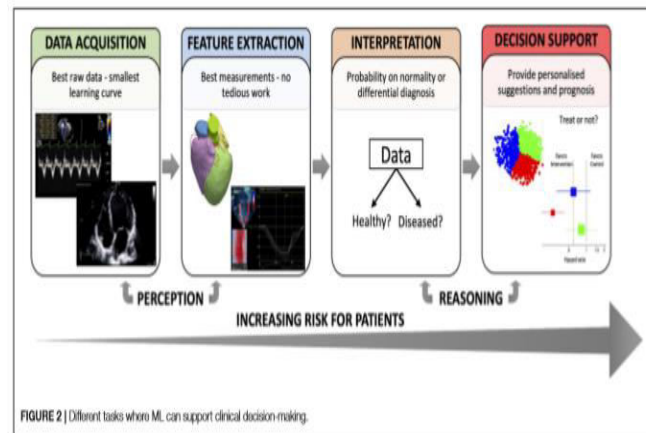 DATA ACQUISITION
Best raw data - smallest
learning curve
FEATURE EXTRACTION
Best measurements - no
tedious work
INTERPRETATION
Probability on normality or
differential diagnosis
Data
Healthy? Diseased?
DECISION SUPPORT
Provide personalised
suggestions and prognosis
Treat or not?
PERCEPTION
REASONING
INCREASING RISK FOR PATIENTS
FIGURE 2 | Different tasks where ML can support clinical decision-making.